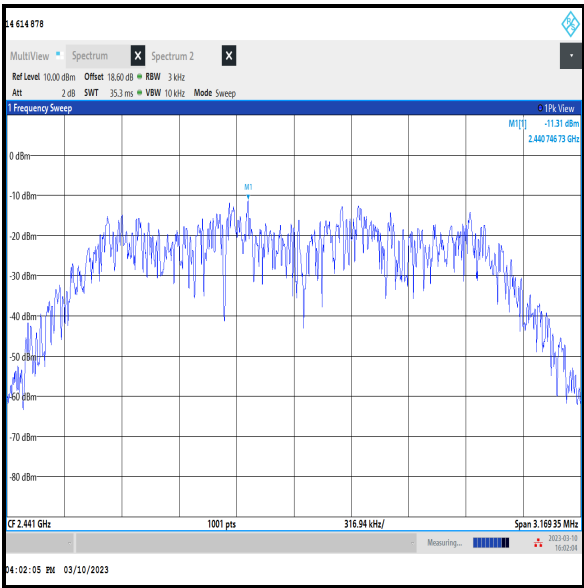 14 614 878
R&S
MultiView Spectrum X Spectrum 2 X
Ref Level 10.00 dBm Offset 18.60 dB RBW 3 kHz
Att 2 dB SWT 35.3 ms VBW 10 kHz Mode Sweep
1 Frequency Sweep 1Pk View
M1[1] -11.31 dBm
2.440 746 73 GHz
0 dBm
M1
-10 dBm
-20 dBm
-30 dBm
-40 dBm
-50 dBm
-60 dBm
-70 dBm
-80 dBm
CF 2.441 GHz 1001 pts 316.94 kHz/ Span 3.169 35 MHz
Measuring... 2023-03-10
16:02:04
04:02:05 PM 03/10/2023